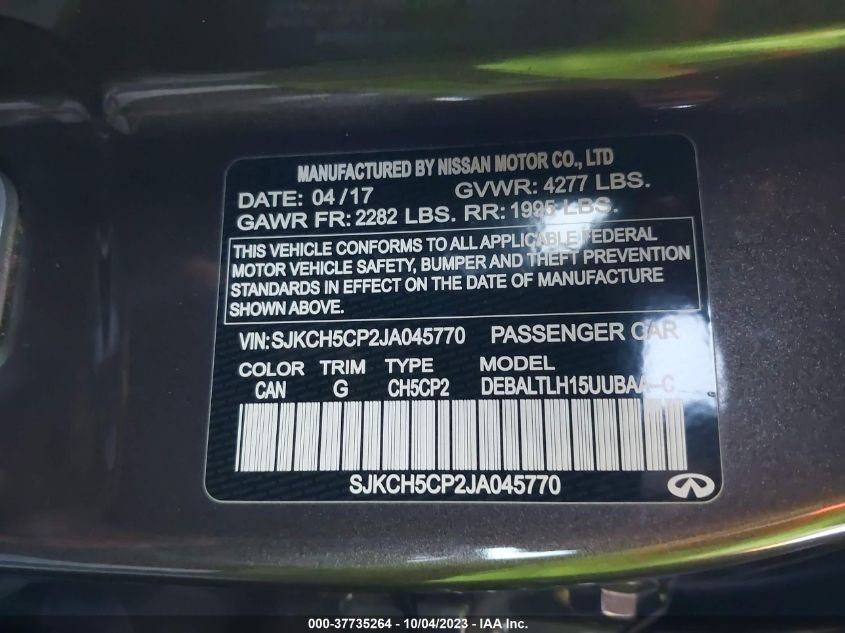 MANUFACTURED BY NISSAN MOTOR CO., LTD
DATE: 04/17 GVWR: 4277 LBS.
GAWR FR: 2282 LBS. RR: 1995 LBS.
THIS VEHICLE CONFORMS TO ALL APPLICABLE FEDERAL
MOTOR VEHICLE SAFETY, BUMPER AND THEFT PREVENTION
STANDARDS IN EFFECT ON THE DATE OF MANUFACTURE
SHOWN ABOVE.
VIN:SJKCH5CP2JA045770 PASSENGER CAR
COLOR TRIM TYPE MODEL
CAN G CH5CP2 DEBALTLH15UUBAA-C
SJKCH5CP2JA045770
000-37735264 - 10/04/2023 - IAA Inc.